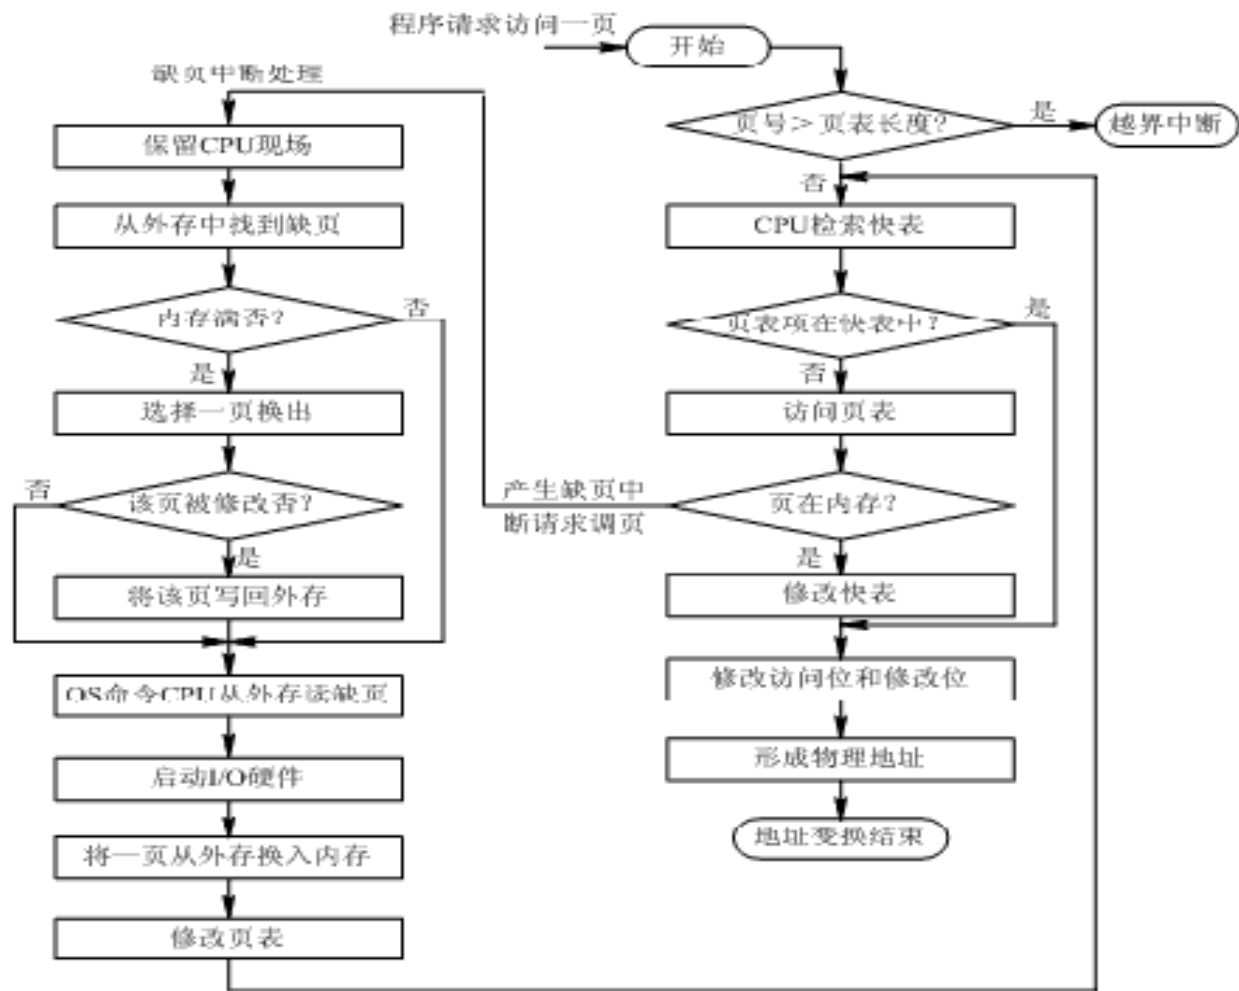 程序请求访问一页
开始
缺页中断处理
页号＞页表长度?
是
越界中断
保留CPU现场
否
从外存中找到缺页
CPU检索快表
内存满否?
否
页表项在快表中?
是
是
否
选择一页换出
访问页表
否
该页被修改否?
产生缺页中
断请求调页
页在内存?
是
是
将该页写回外存
修改快表
OS命令CPU从外存读缺页
修改访问位和修改位
启动I/O硬件
形成物理地址
将一页从外存换入内存
地址变换结束
修改页表